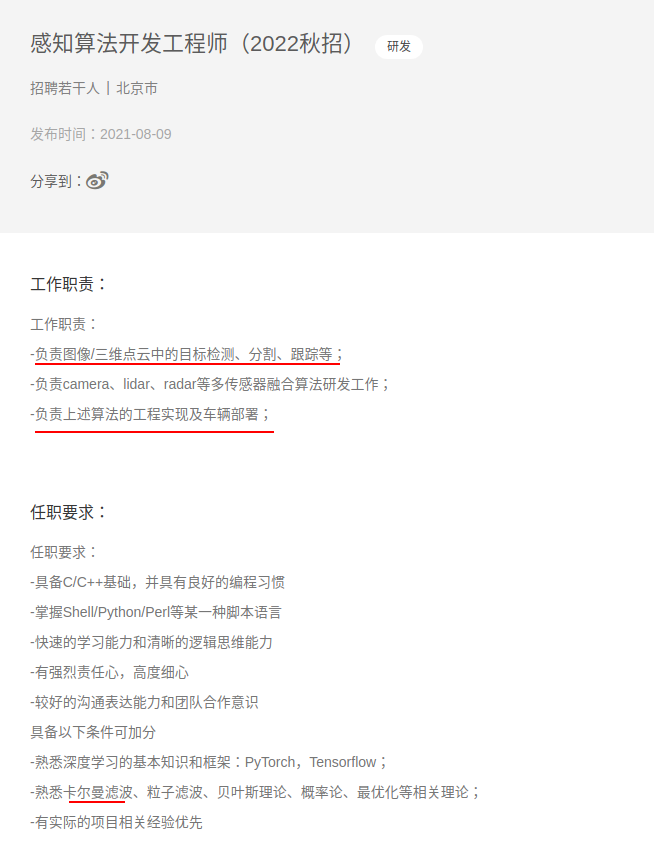 感知算法开发工程师（2022秋招） 研发
招聘若干人丨北京市
发布时间：2021-08-09
分享到：
工作职责：
工作职责：
-负责图像/三维点云中的目标检测、分割、跟踪等；
-负责camera、lidar、radar等多传感器融合算法研发工作；
-负责上述算法的工程实现及车辆部署；
任职要求：
任职要求：
-具备C/C++基础，并具有良好的编程习惯
-掌握Shell/Python/Perl等某一种脚本语言
-快速的学习能力和清晰的逻辑思维能力
-有强烈责任心，高度细心
-较好的沟通表达能力和团队合作意识
具备以下条件可加分
-熟悉深度学习的基本知识和框架：PyTorch，Tensorflow；
-熟悉卡尔曼滤波、粒子滤波、贝叶斯理论、概率论、最优化等相关理论；
-有实际的项目相关经验优先